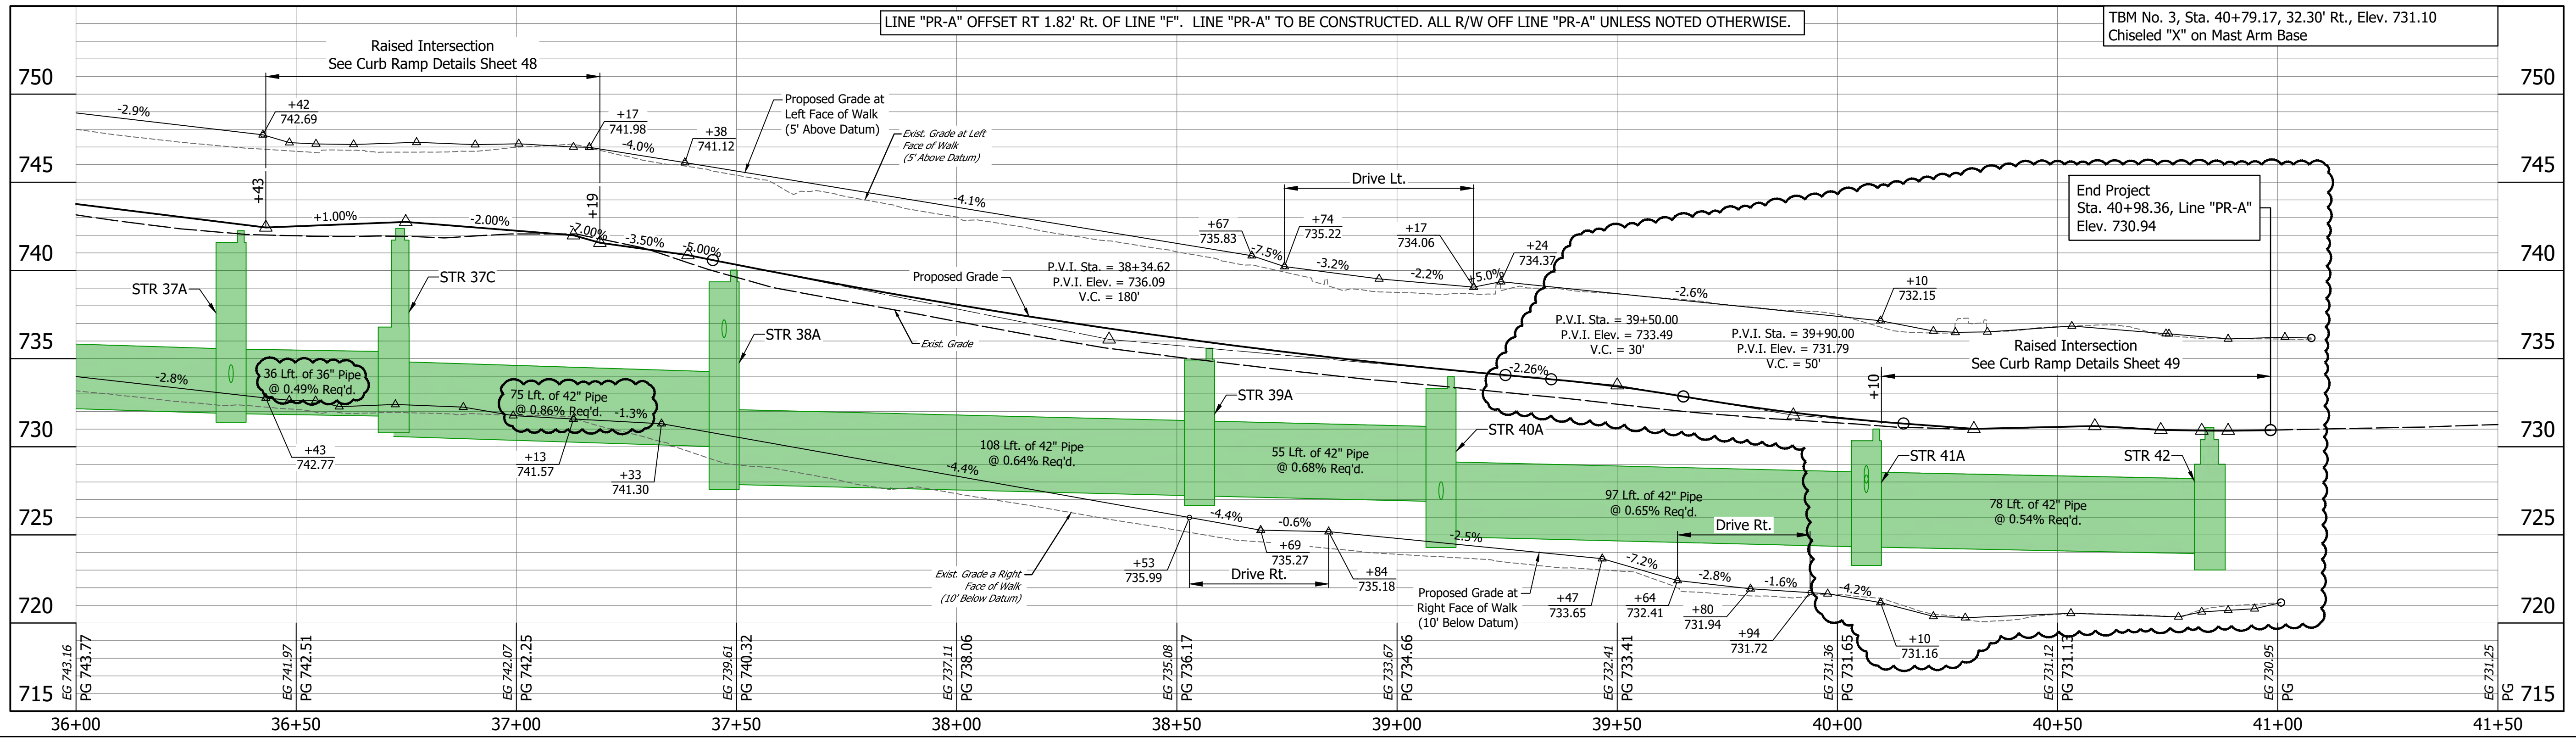 LINE "PR-A" OFFSET RT 1.82' Rt. OF LINE "F". LINE "PR-A" TO BE CONSTRUCTED. ALL R/W OFF LINE "PR-A" UNLESS NOTED OTHERWISE.
TBM No. 3, Sta. 40+79.17, 32.30' Rt., Elev. 731.10
Chiseled "X" on Mast Arm Base
Raised Intersection
See Curb Ramp Details Sheet 48
750
750
-2.9%
+42
742.69
+17
741.98
-4.0%
+38
741.12
Proposed Grade at
Left Face of Walk
(5' Above Datum)
Exist. Grade at Left
Face of Walk
(5' Above Datum)
745
745
+43
+19
-4.1%
Drive Lt.
End Project
Sta. 40+98.36, Line "PR-A"
Elev. 730.94
+1.00%
-2.00%
-7.00%
-3.50%
-5.00%
+67
735.83
-7.5%
+74
735.22
-3.2%
-2.2%
+17
734.06
+5.0%
+24
734.37
740
740
STR 37A
STR 37C
Proposed Grade
P.V.I. Sta. = 38+34.62
P.V.I. Elev. = 736.09
V.C. = 180'
-2.6%
+10
732.15
735
735
STR 38A
Exist. Grade
P.V.I. Sta. = 39+50.00
P.V.I. Elev. = 733.49
V.C. = 30'
P.V.I. Sta. = 39+90.00
P.V.I. Elev. = 731.79
V.C. = 50'
Raised Intersection
See Curb Ramp Details Sheet 49
-2.8%
36 Lft. of 36" Pipe
@ 0.49% Req'd.
75 Lft. of 42" Pipe
@ 0.86% Req'd.
-1.3%
-2.26%
+10
STR 39A
730
730
+43
742.77
+13
741.57
+33
741.30
-4.4%
108 Lft. of 42" Pipe
@ 0.64% Req'd.
55 Lft. of 42" Pipe
@ 0.68% Req'd.
STR 40A
STR 41A
STR 42
97 Lft. of 42" Pipe
@ 0.65% Req'd.
78 Lft. of 42" Pipe
@ 0.54% Req'd.
725
725
-4.4%
-0.6%
-2.5%
Drive Rt.
+53
735.99
+69
735.27
Drive Rt.
+84
735.18
Exist. Grade a Right
Face of Walk
(10' Below Datum)
Proposed Grade at
Right Face of Walk
(10' Below Datum)
-7.2%
+47
733.65
+64
732.41
-2.8%
+80
731.94
-1.6%
+94
731.72
-4.2%
+10
731.16
720
720
EG 743.16
PG 743.77
EG 741.97
PG 742.51
EG 742.07
PG 742.25
EG 739.61
PG 740.32
EG 737.11
PG 738.06
EG 735.08
PG 736.17
EG 733.67
PG 734.66
EG 732.41
PG 733.41
EG 731.36
PG 731.65
EG 731.12
PG 731.13
EG 730.95
PG
EG 731.25
PG
715
715
36+00
36+50
37+00
37+50
38+00
38+50
39+00
39+50
40+00
40+50
41+00
41+50